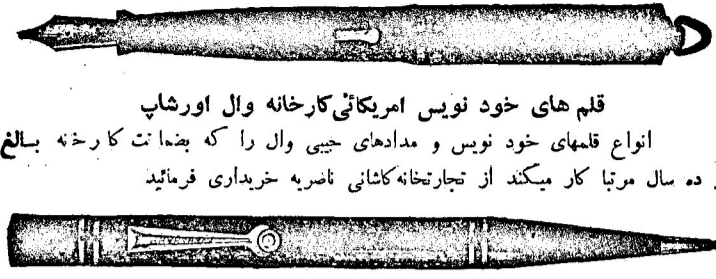 قلم های خود نویس امریکائی کارخانه وال اورشاپ
انواع قلمهای خود نویس و مدادهای جیبی وال را که بضمانت کارخانه بالغ
ده سال مرتبا کار میکند از تجارتخانه کاشانی ناصریه خریداری فرمائید